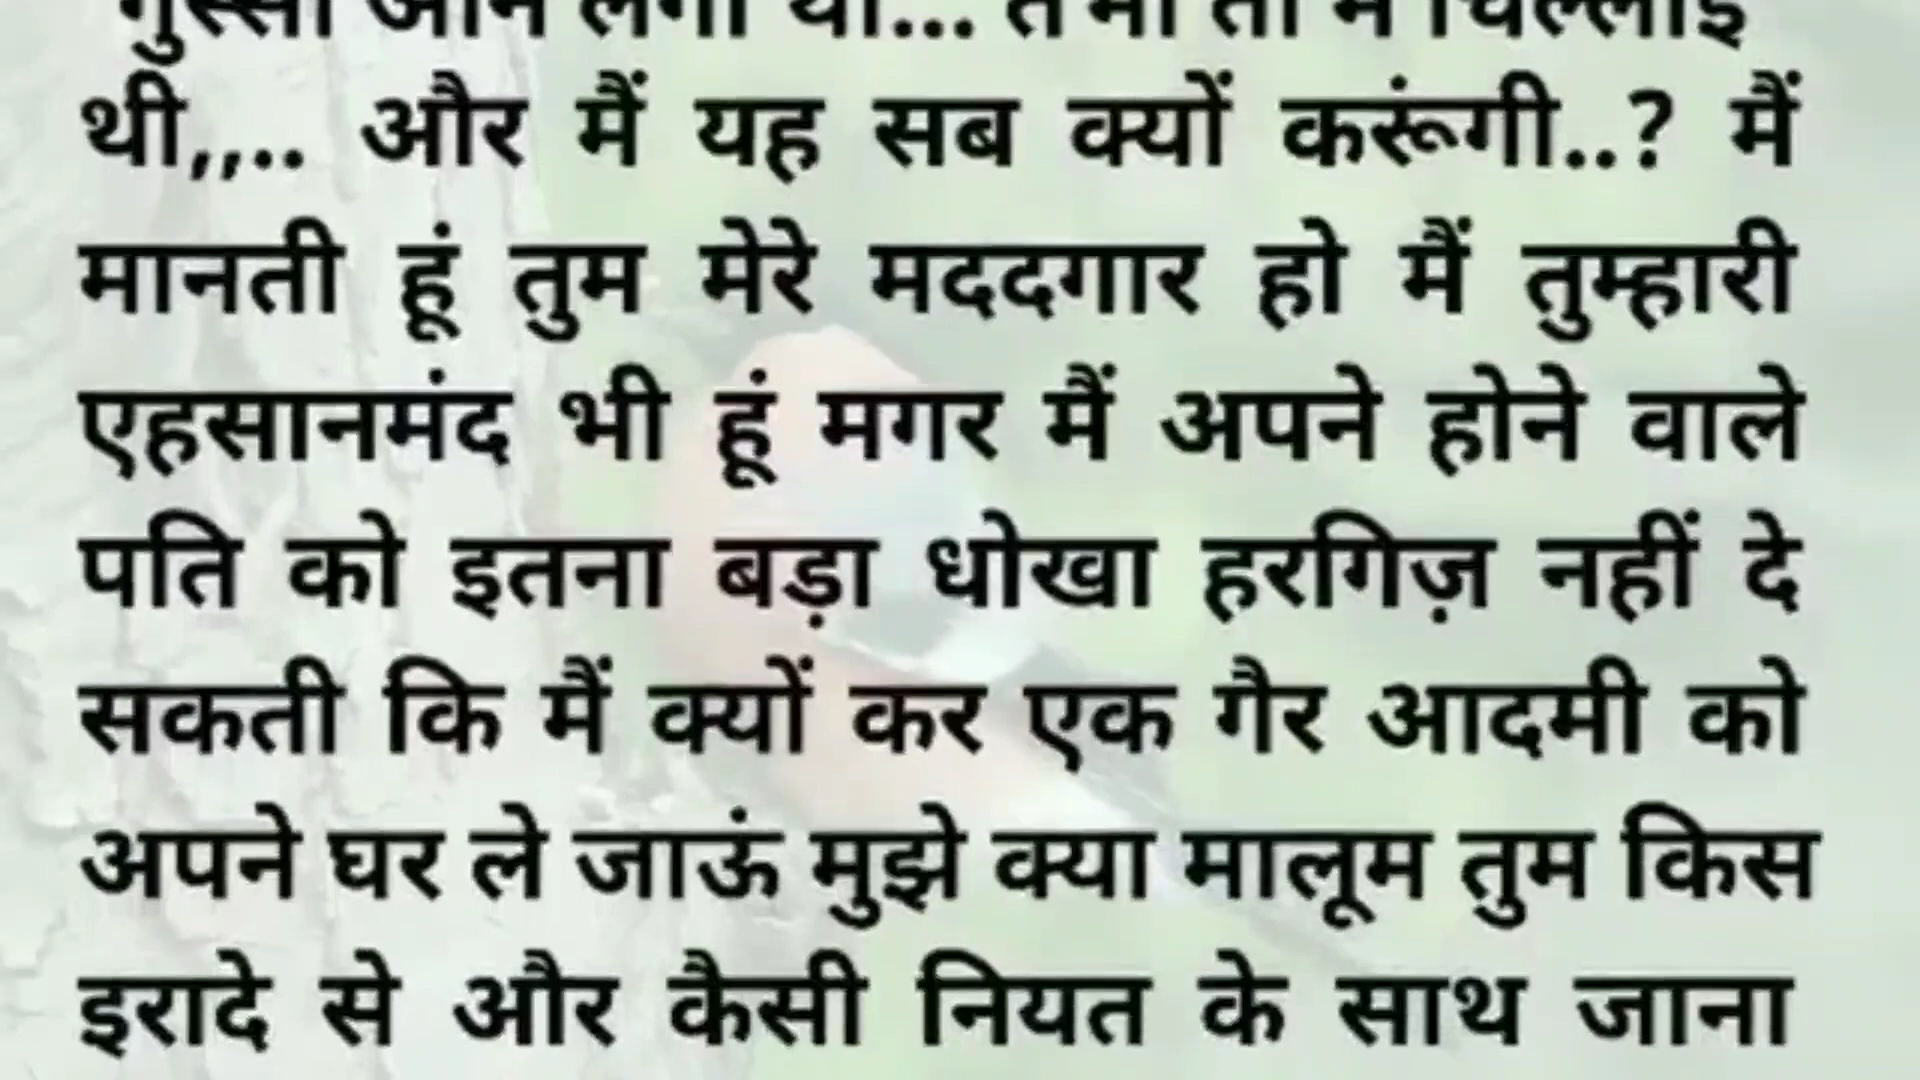 गुस्सा आने लगा था... तभी तो मैं चिल्लाई
थी,,.. और मैं यह सब क्यों करूंगी..? मैं
मानती हूं तुम मेरे मददगार हो मैं तुम्हारी
एहसानमंद भी हूं मगर मैं अपने होने वाले
पति को इतना बड़ा धोखा हरगिज़ नहीं दे
सकती कि मैं क्यों कर एक गैर आदमी को
अपने घर ले जाऊं मुझे क्या मालूम तुम किस
इरादे से और कैसी नियत के साथ जाना